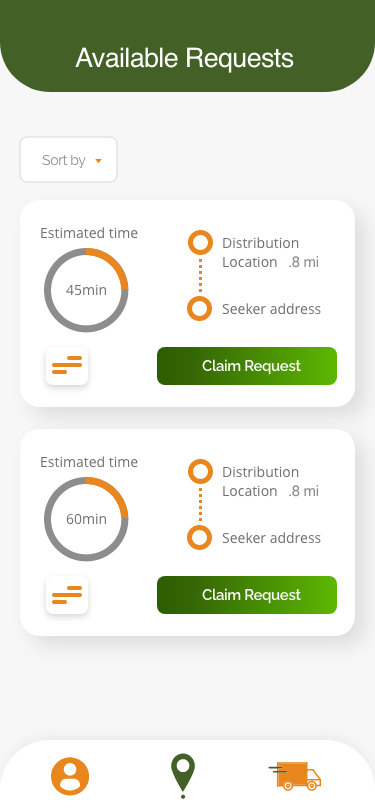 Available Requests
Sort by
Estimated time
45min
Distribution
Location .8 mi
Seeker address
Claim Request
Estimated time
60min
Distribution
Location .8 mi
Seeker address
Claim Request